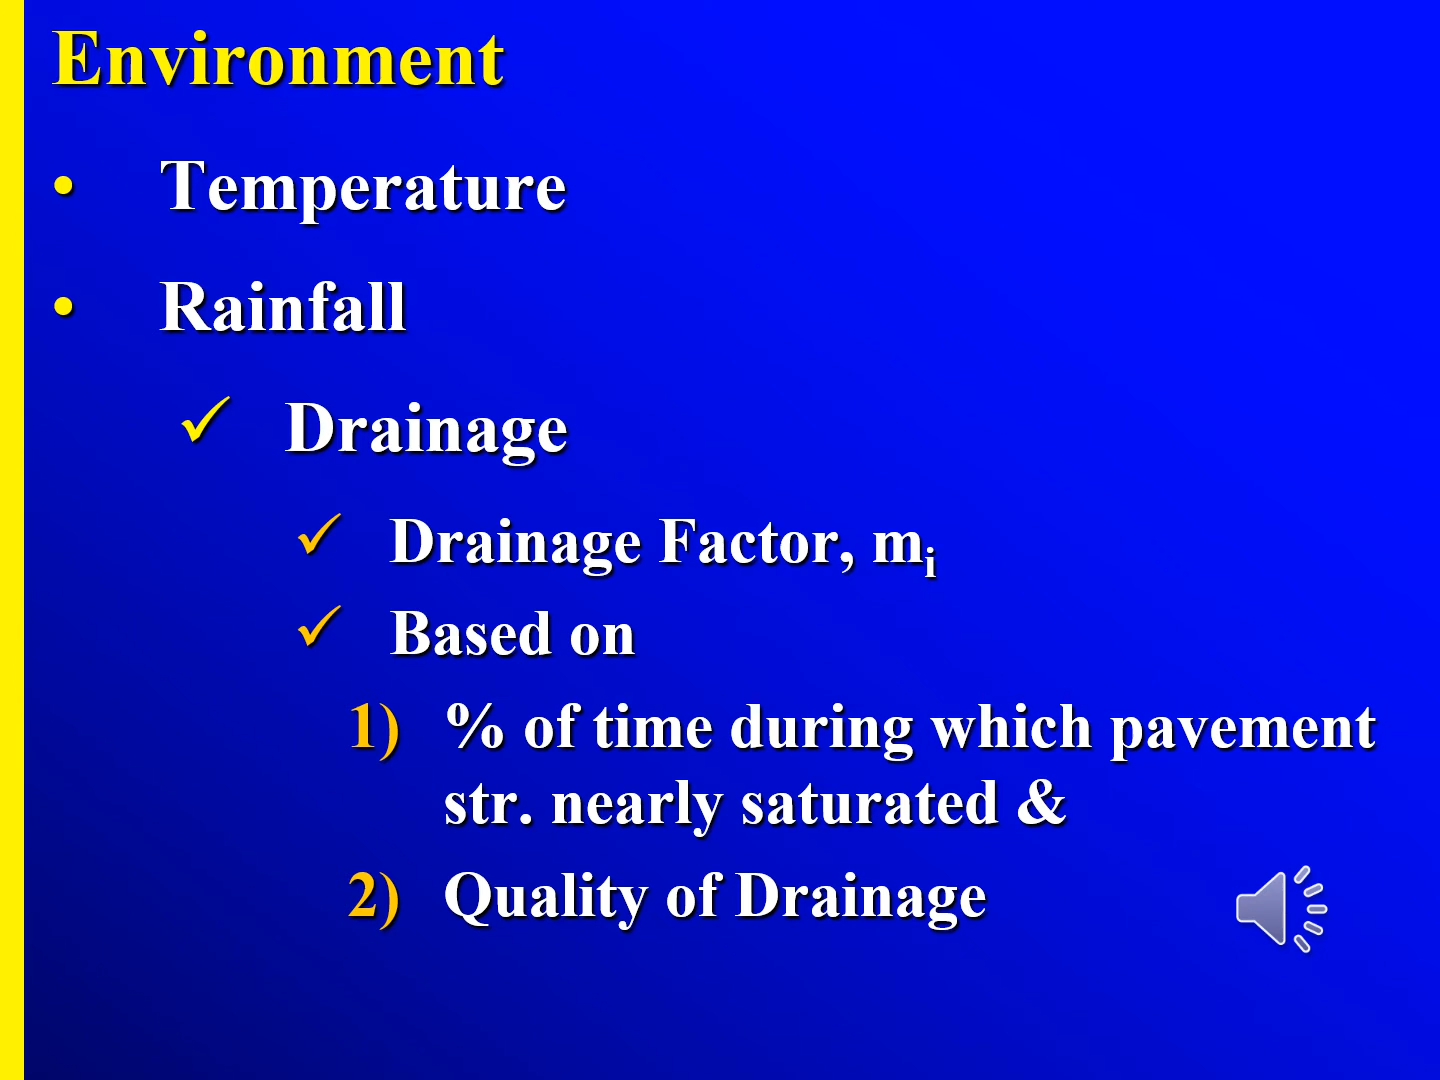 Environment
• Temperature
• Rainfall
✓ Drainage
✓ Drainage Factor, mi
✓ Based on
1) % of time during which pavement
str. nearly saturated &
2) Quality of Drainage